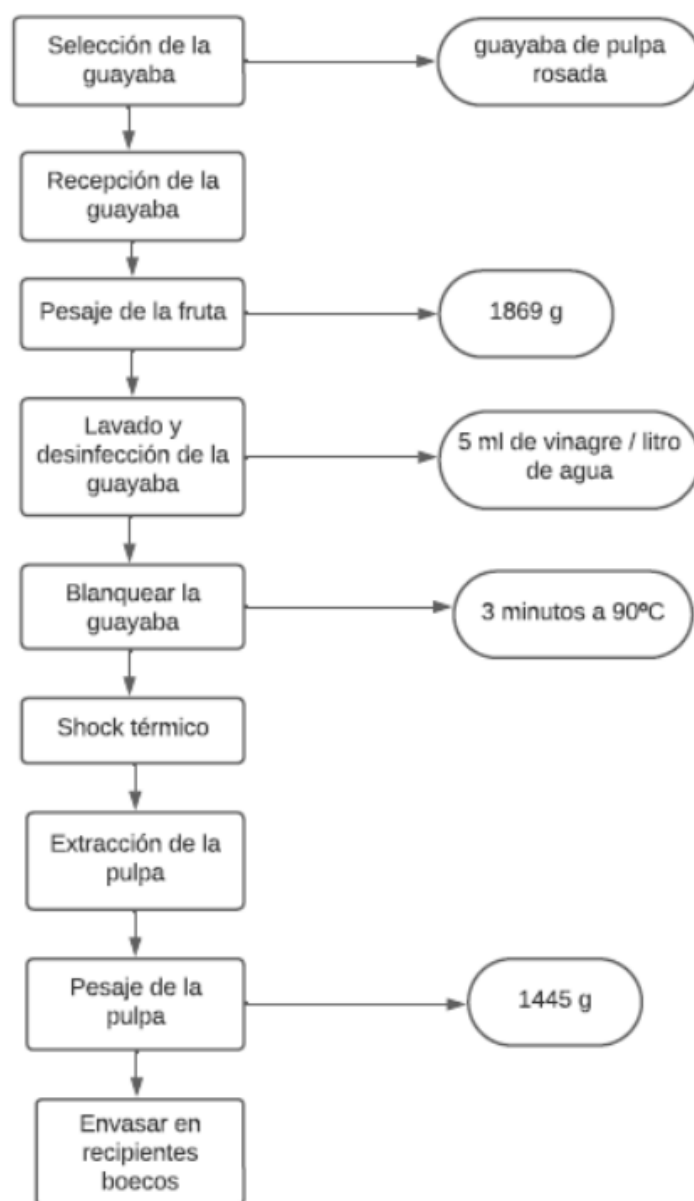 Selección de la
guayaba
guayaba de pulpa
rosada
Recepción de la
guayaba
Pesaje de la fruta
1869 g
Lavado y
desinfección de la
guayaba
5 ml de vinagre / litro
de agua
Blanquear la
guayaba
3 minutos a 90ºC
Shock térmico
Extracción de la
pulpa
Pesaje de la
pulpa
1445 g
Envasar en
recipientes
boecos